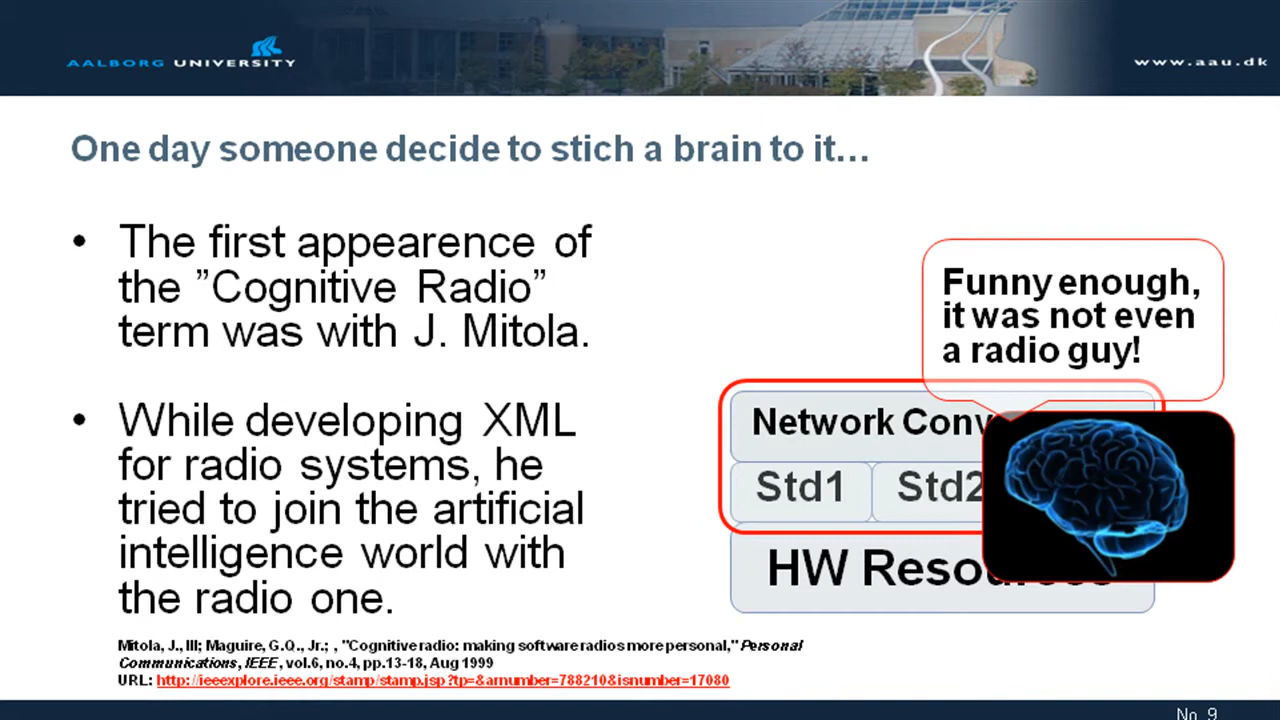 AALBORG UNIVERSITY
www.aau.dk
One day someone decide to stich a brain to it...
• The first appearence of
the ”Cognitive Radio”
term was with J. Mitola.
• While developing XML
for radio systems, he
tried to join the artificial
intelligence world with
the radio one.
Funny enough,
it was not even
a radio guy!
Network Conv
Std1 Std2
HW Resources
Mitola, J., III; Maguire, G.Q., Jr.; , "Cognitive radio: making software radios more personal," Personal
Communications, IEEE , vol.6, no.4, pp.13-18, Aug 1999
URL: http://ieeexplore.ieee.org/stamp/stamp.jsp?tp=&arnumber=788210&isnumber=17080
No. 9